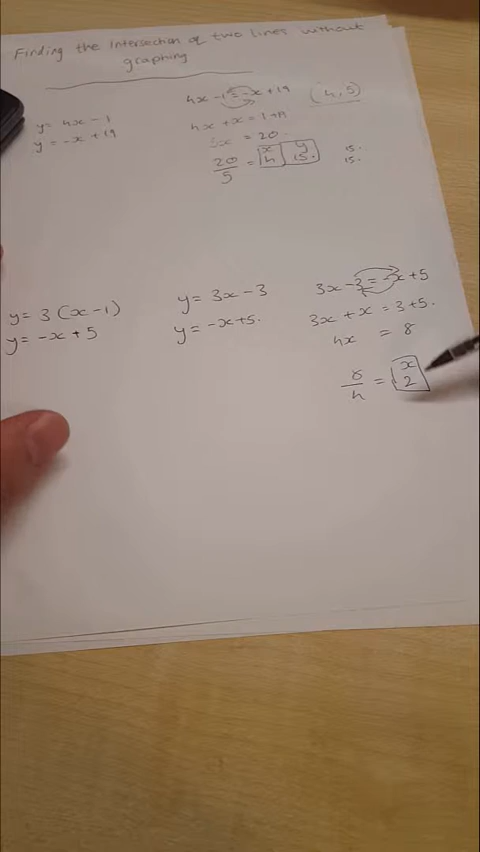 Finding the intersection of two lines without
graphing
y = 4x - 1
y = -x + 19
4x - 1 = -x + 19
4x + x = 1 + 19
5x = 20
20/5 = x 4 y 15.
15.
15.
(4, 5)
y = 3(x - 1)
y = -x + 5
y = 3x - 3
y = -x + 5.
3x - 3 = -x + 5
3x + x = 3 + 5.
4x = 8
8/4 = x 2